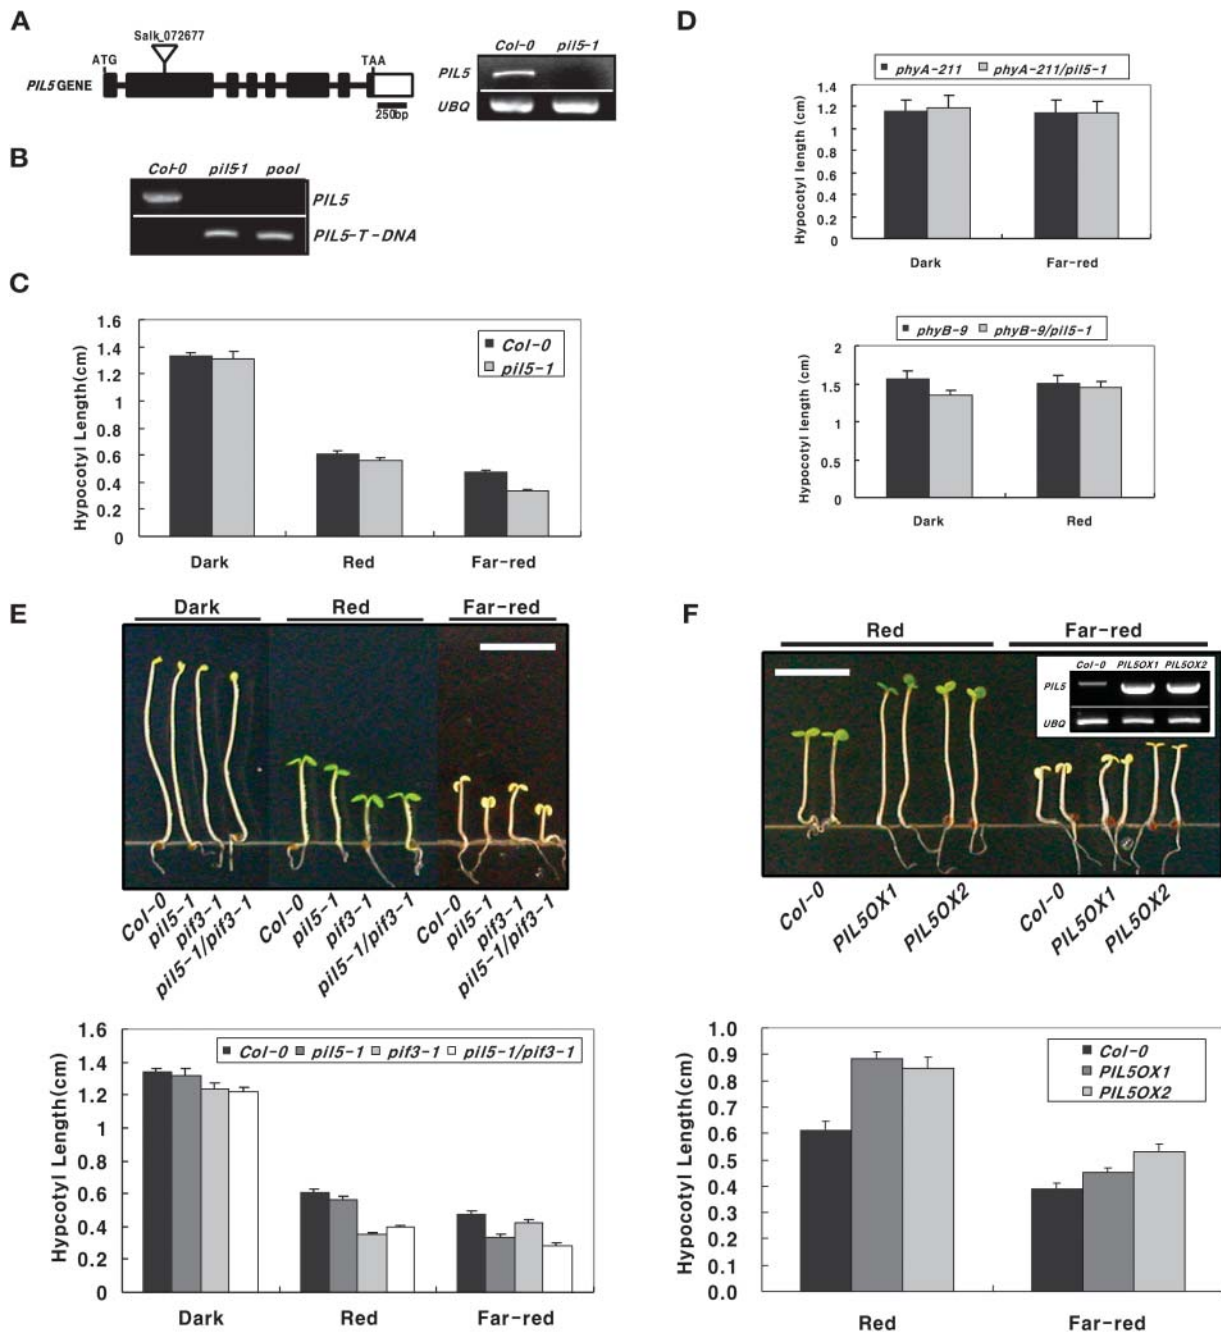 A
Salk_072677
ATG
TAA
PIL5 GENE
250bp
Col-0 pil5-1
PIL5
UBQ
B
Col-0 pil5-1 pool
PIL5
PIL5-T-DNA
C
1.6
1.4
1.2
1
0.8
0.6
0.4
0.2
0
Hypocotyl Length(cm)
Col-0
pil5-1
Dark Red Far-red
D
phyA-211 phyA-211/pil5-1
1.4
1.2
1
0.8
0.6
0.4
0.2
0
Hypocotyl length (cm)
Dark Far-red
phyB-9 phyB-9/pil5-1
2
1.5
1
0.5
0
Hypocotyl length (cm)
Dark Red
E
Dark Red Far-red
Col-0
pil5-1
pif3-1
pil5-1/pif3-1
Col-0
pil5-1
pif3-1
pil5-1/pif3-1
Col-0
pil5-1
pif3-1
pil5-1/pif3-1
1.6
1.4
1.2
1
0.8
0.6
0.4
0.2
0
Hypcotyl Length(cm)
Col-0 pil5-1 pif3-1 pil5-1/pif3-1
Dark Red Far-red
F
Red Far-red
Col-0 PIL5OX1 PIL5OX2
PIL5
UBQ
Col-0
PIL5OX1
PIL5OX2
Col-0
PIL5OX1
PIL5OX2
1.0
0.9
0.8
0.7
0.6
0.5
0.4
0.3
0.2
0.1
0.0
Hypocotyl Length(cm)
Col-0
PIL5OX1
PIL5OX2
Red Far-red